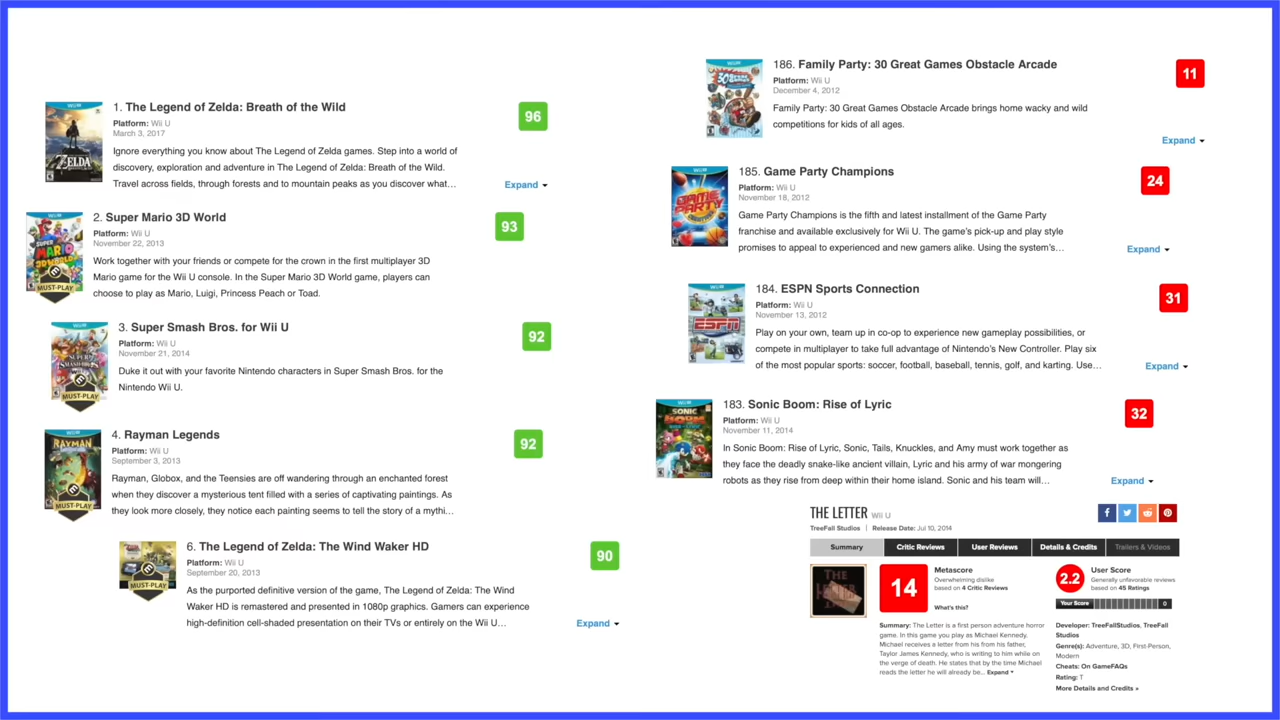 1. The Legend of Zelda: Breath of the Wild
96
Platform: Wii U
March 3, 2017
Ignore everything you know about The Legend of Zelda games. Step into a world of
discovery, exploration and adventure in The Legend of Zelda: Breath of the Wild.
Travel across fields, through forests and to mountain peaks as you discover what…
Expand
ZELDA
2. Super Mario 3D World
93
Platform: Wii U
November 22, 2013
Work together with your friends or compete for the crown in the first multiplayer 3D
Mario game for the Wii U console. In the Super Mario 3D World game, players can
choose to play as Mario, Luigi, Princess Peach or Toad.
SUPER
MARIO
3D WORLD
MUST-PLAY
3. Super Smash Bros. for Wii U
92
Platform: Wii U
November 21, 2014
Duke it out with your favorite Nintendo characters in Super Smash Bros. for the
Nintendo Wii U.
MUST-PLAY
4. Rayman Legends
92
Platform: Wii U
September 3, 2013
Rayman, Globox, and the Teensies are off wandering through an enchanted forest
when they discover a mysterious tent filled with a series of captivating paintings. As
they look more closely, they notice each painting seems to tell the story of a mythi…
RAYMAN
MUST-PLAY
6. The Legend of Zelda: The Wind Waker HD
90
Platform: Wii U
September 20, 2013
As the purported definitive version of the game, The Legend of Zelda: The Wind
Waker HD is remastered and presented in 1080p graphics. Gamers can experience
high-definition cell-shaded presentation on their TVs or entirely on the Wii U…
Expand
MUST-PLAY
186. Family Party: 30 Great Games Obstacle Arcade
11
Platform: Wii U
December 4, 2012
Family Party: 30 Great Games Obstacle Arcade brings home wacky and wild
competitions for kids of all ages.
Expand
185. Game Party Champions
24
Platform: Wii U
November 18, 2012
Game Party Champions is the fifth and latest installment of the Game Party
franchise and available exclusively for Wii U. The game's pick-up and play style
promises to appeal to experienced and new gamers alike. Using the system's…
Expand
GAME
PARTY
184. ESPN Sports Connection
31
Platform: Wii U
November 13, 2012
Play on your own, team up in co-op to experience new gameplay possibilities, or
compete in multiplayer to take full advantage of Nintendo's New Controller. Play six
of the most popular sports: soccer, football, baseball, tennis, golf, and karting. Use…
Expand
ESPN
183. Sonic Boom: Rise of Lyric
32
Platform: Wii U
November 11, 2014
In Sonic Boom: Rise of Lyric, Sonic, Tails, Knuckles, and Amy must work together as
they face the deadly snake-like ancient villain, Lyric and his army of war mongering
robots as they rise from deep within their home island. Sonic and his team will…
Expand
SONIC
BOOM
THE LETTER Wii U
TreeFall Studios | Release Date: Jul 10, 2014
Summary Critic Reviews User Reviews Details & Credits Trailers & Videos
14
Metascore
Overwhelming dislike
based on 4 Critic Reviews
What's this?
Summary: The Letter is a first person adventure horror
game. In this game you play as Michael Kennedy.
Michael receives a letter from his from his father,
Taylor James Kennedy, who is writing to him while on
the verge of death. He states that by the time Michael
reads the letter he will already be... Expand
2.2
User Score
Generally unfavorable reviews
based on 45 Ratings
Your Score 0
Developer: TreeFallStudios, TreeFall
Studios
Genre(s): Adventure, 3D, First-Person,
Modern
Cheats: On GameFAQs
Rating: T
More Details and Credits »